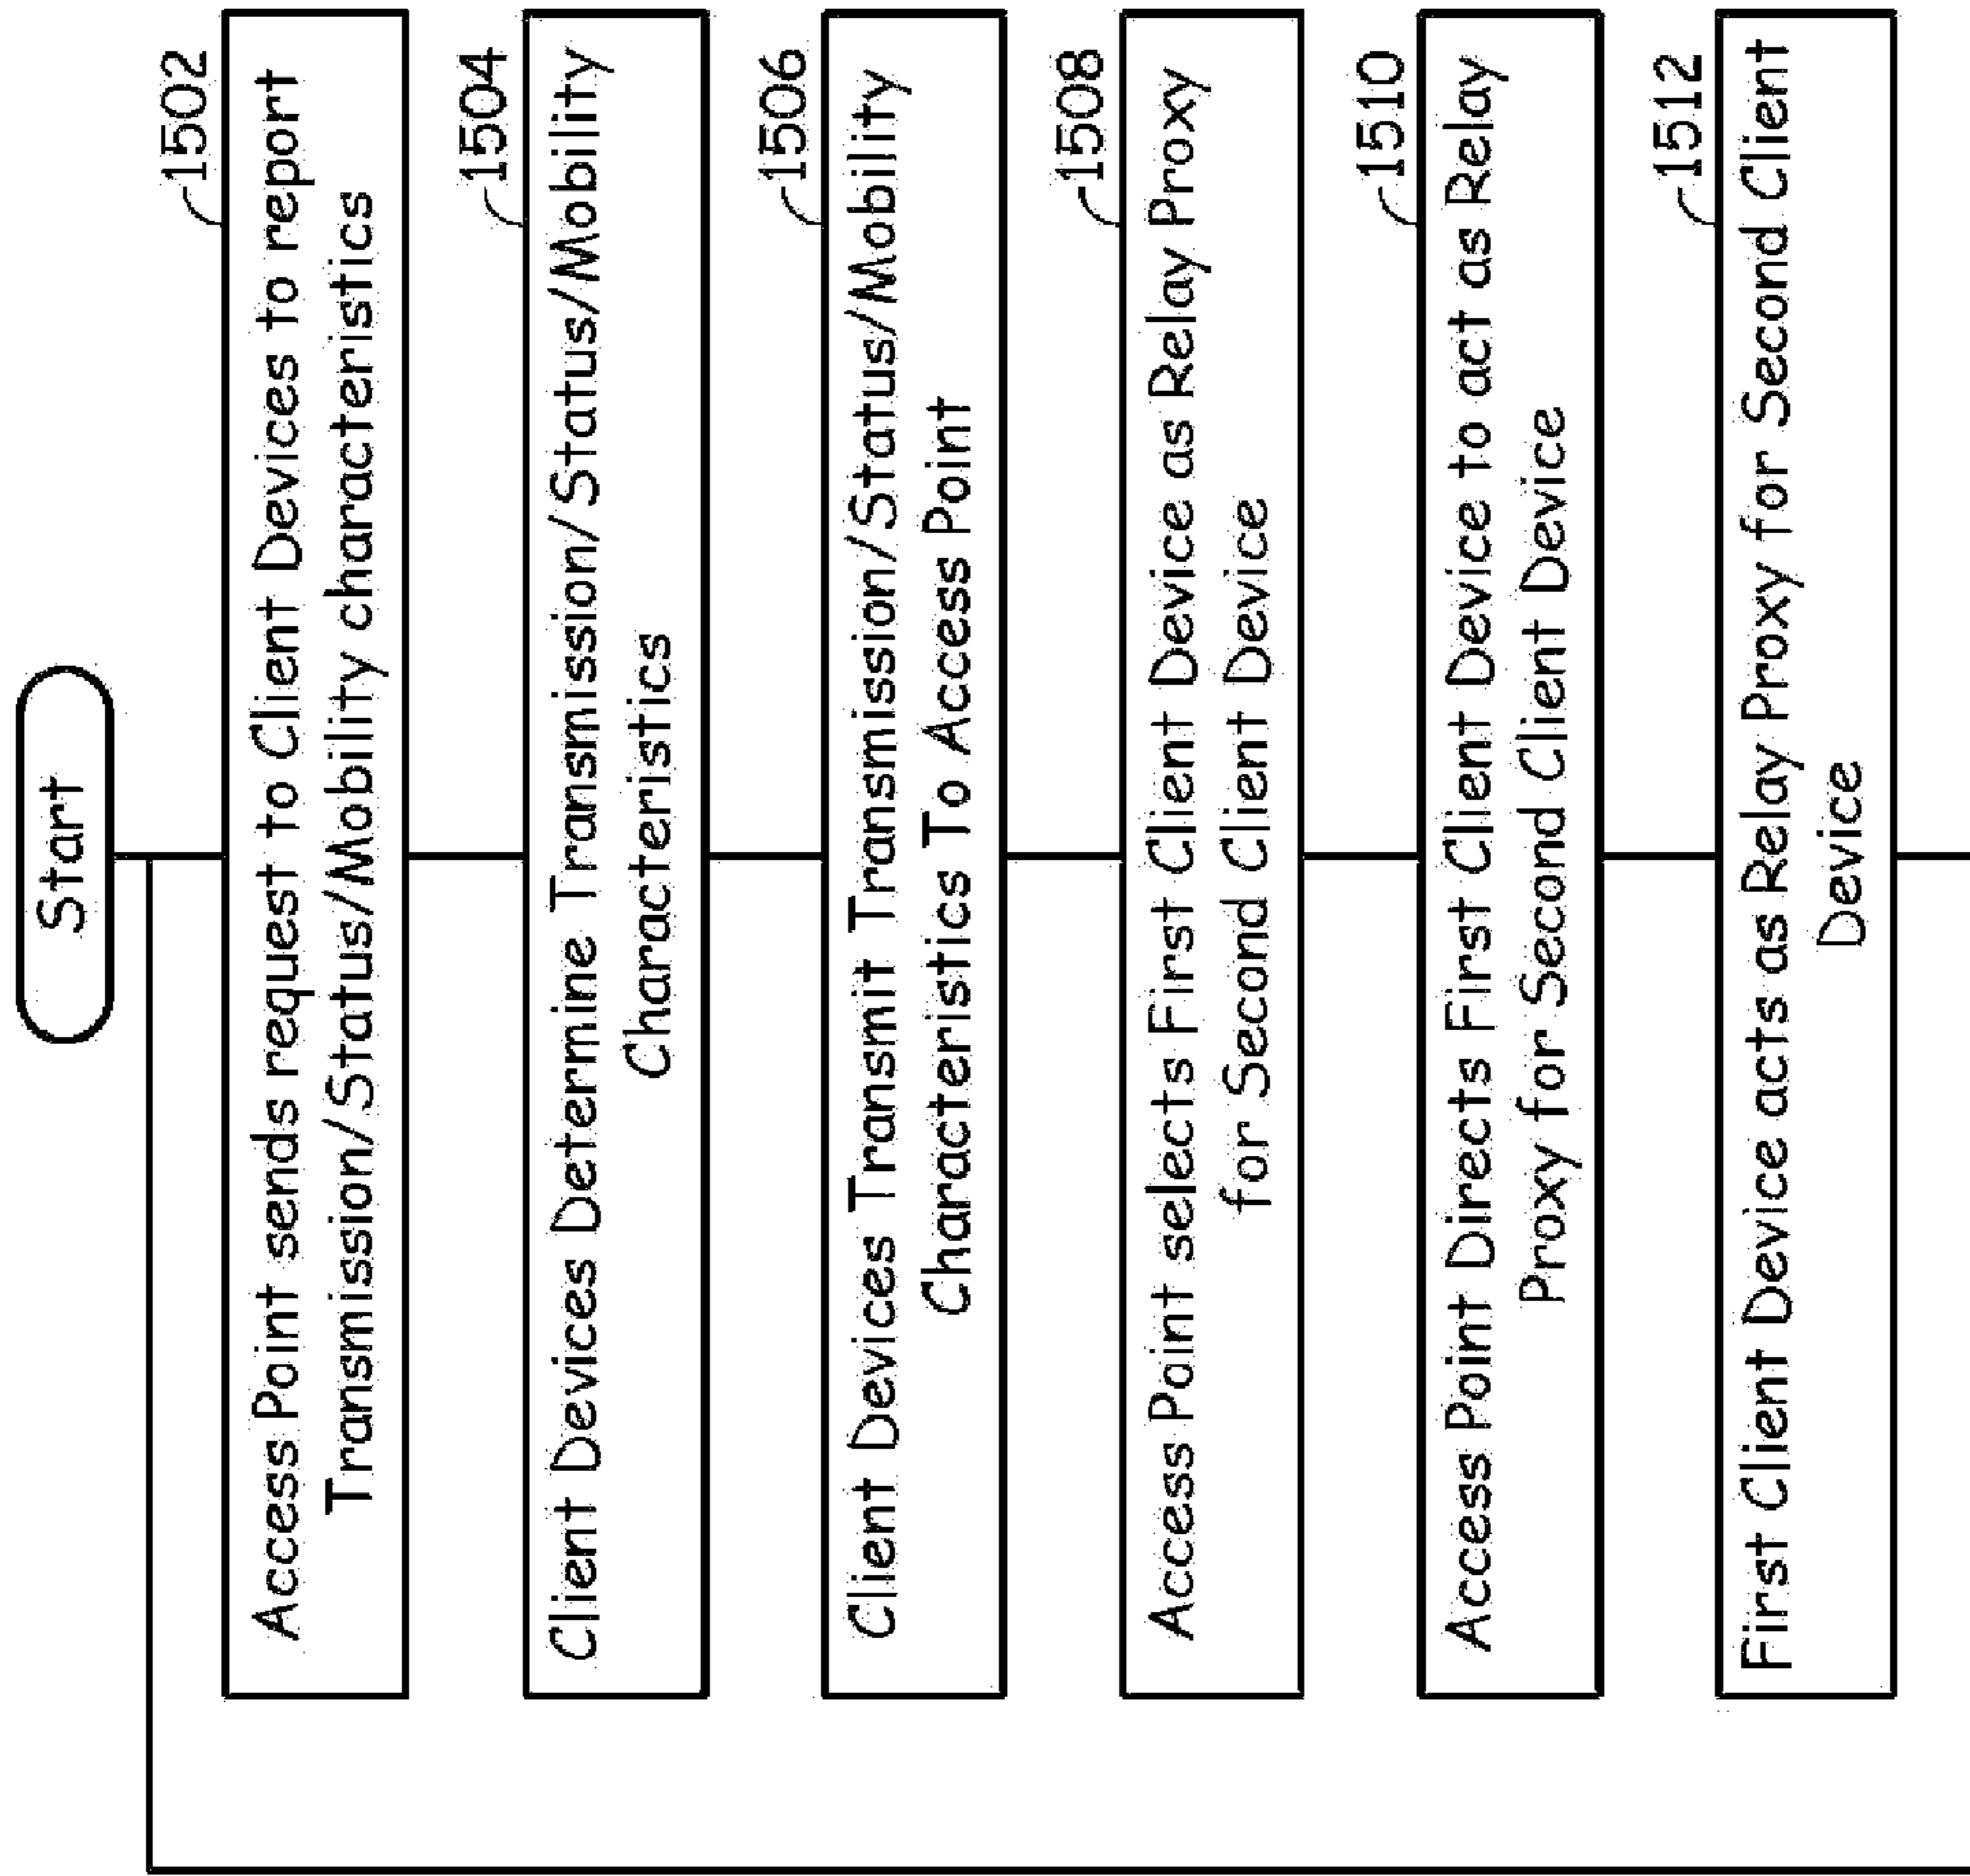 Start
1502
Access Point sends request to Client Devices to report
Transmission/Status/Mobility characteristics
1504
Client Devices Determine Transmission/Status/Mobility
Characteristics
1506
Client Devices Transmit Transmission/Status/Mobility
Characteristics To Access Point
1508
Access Point selects First Client Device as Relay Proxy
for Second Client Device
1510
Access Point Directs First Client Device to act as Relay
Proxy for Second Client Device
1512
First Client Device acts as Relay Proxy for Second Client
Device